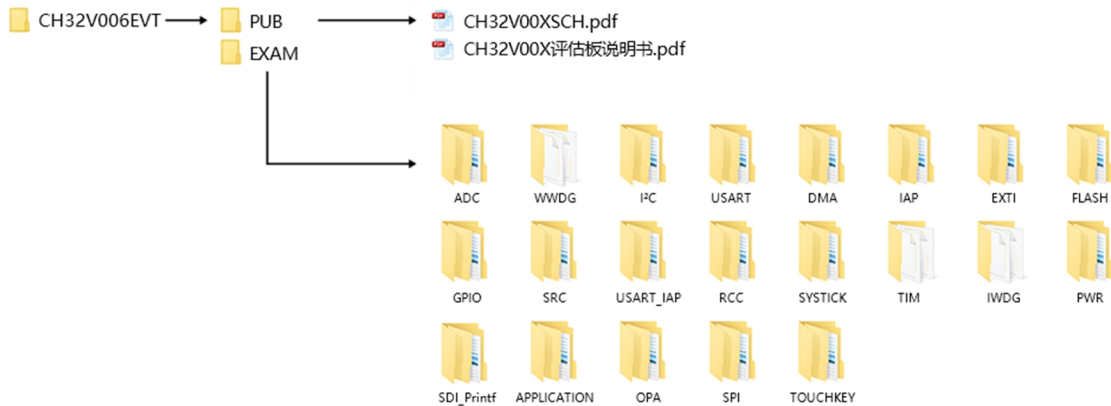 CH32V006EVT
PUB
CH32V00XSCH.pdf
EXAM
CH32V00X评估板说明书.pdf
ADC WWDG I²C USART DMA IAP EXTI FLASH
GPIO SRC USART_IAP RCC SYSTICK TIM IWDG PWR
SDI_Printf APPLICATION OPA SPI TOUCHKEY